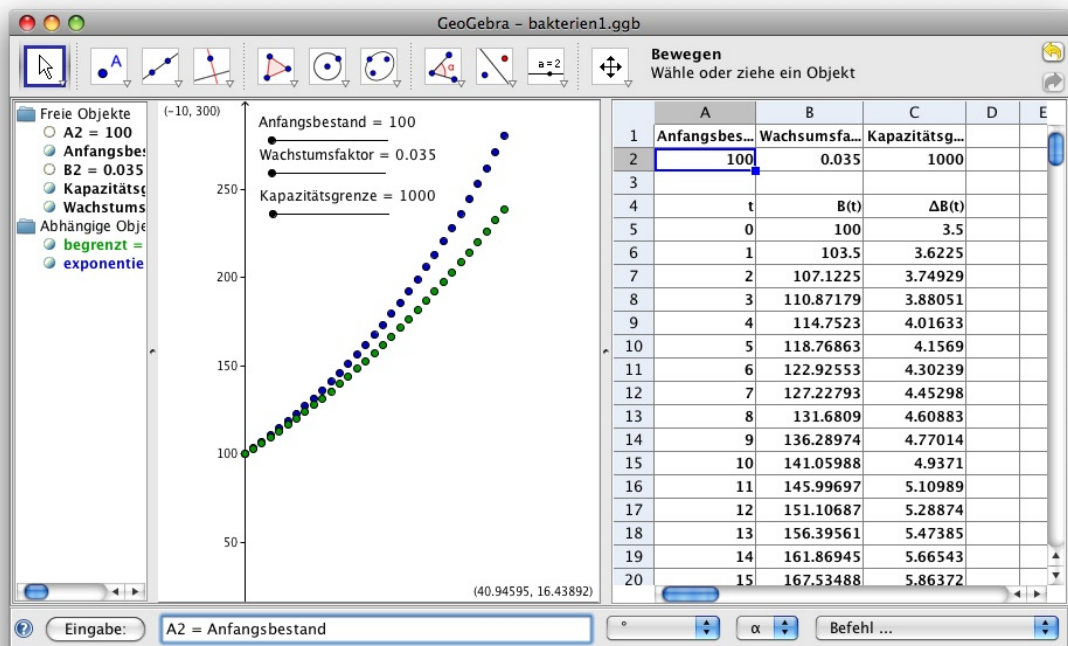 GeoGebra – bakterien1.ggb
A
α
a = 2
Bewegen
Wähle oder ziehe ein Objekt
Freie Objekte
A2 = 100
Anfangsbes
B2 = 0.035
Kapazitätsg
Wachstums
Abhängige Obje
begrenzt =
exponentie
(−10, 300)
Anfangsbestand = 100
Wachstumsfaktor = 0.035
Kapazitätsgrenze = 1000
250
200
150
100
50
(40.94595, 16.43892)
A B C D E
1 Anfangsbes... Wachsumsfa... Kapazitätsg...
2 100 0.035 1000
3
4 t B(t) ΔB(t)
5 0 100 3.5
6 1 103.5 3.6225
7 2 107.1225 3.74929
8 3 110.87179 3.88051
9 4 114.7523 4.01633
10 5 118.76863 4.1569
11 6 122.92553 4.30239
12 7 127.22793 4.45298
13 8 131.6809 4.60883
14 9 136.28974 4.77014
15 10 141.05988 4.9371
16 11 145.99697 5.10989
17 12 151.10687 5.28874
18 13 156.39561 5.47385
19 14 161.86945 5.66543
20 15 167.53488 5.86372
? Eingabe: A2 = Anfangsbestand ° α Befehl ...